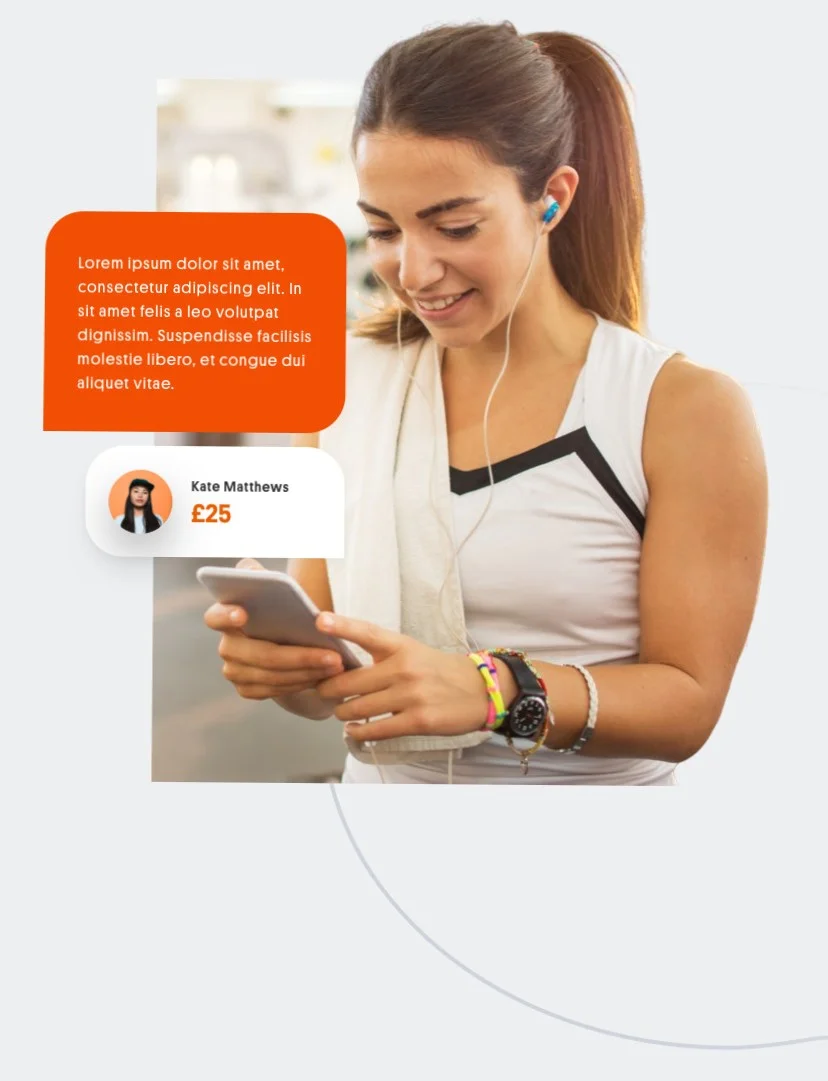 Lorem ipsum dolor sit amet,
consectetur adipiscing elit. In
sit amet felis a leo volutpat
dignissim. Suspendisse facilisis
molestie libero, et congue dui
aliquet vitae.
Kate Matthews
£25